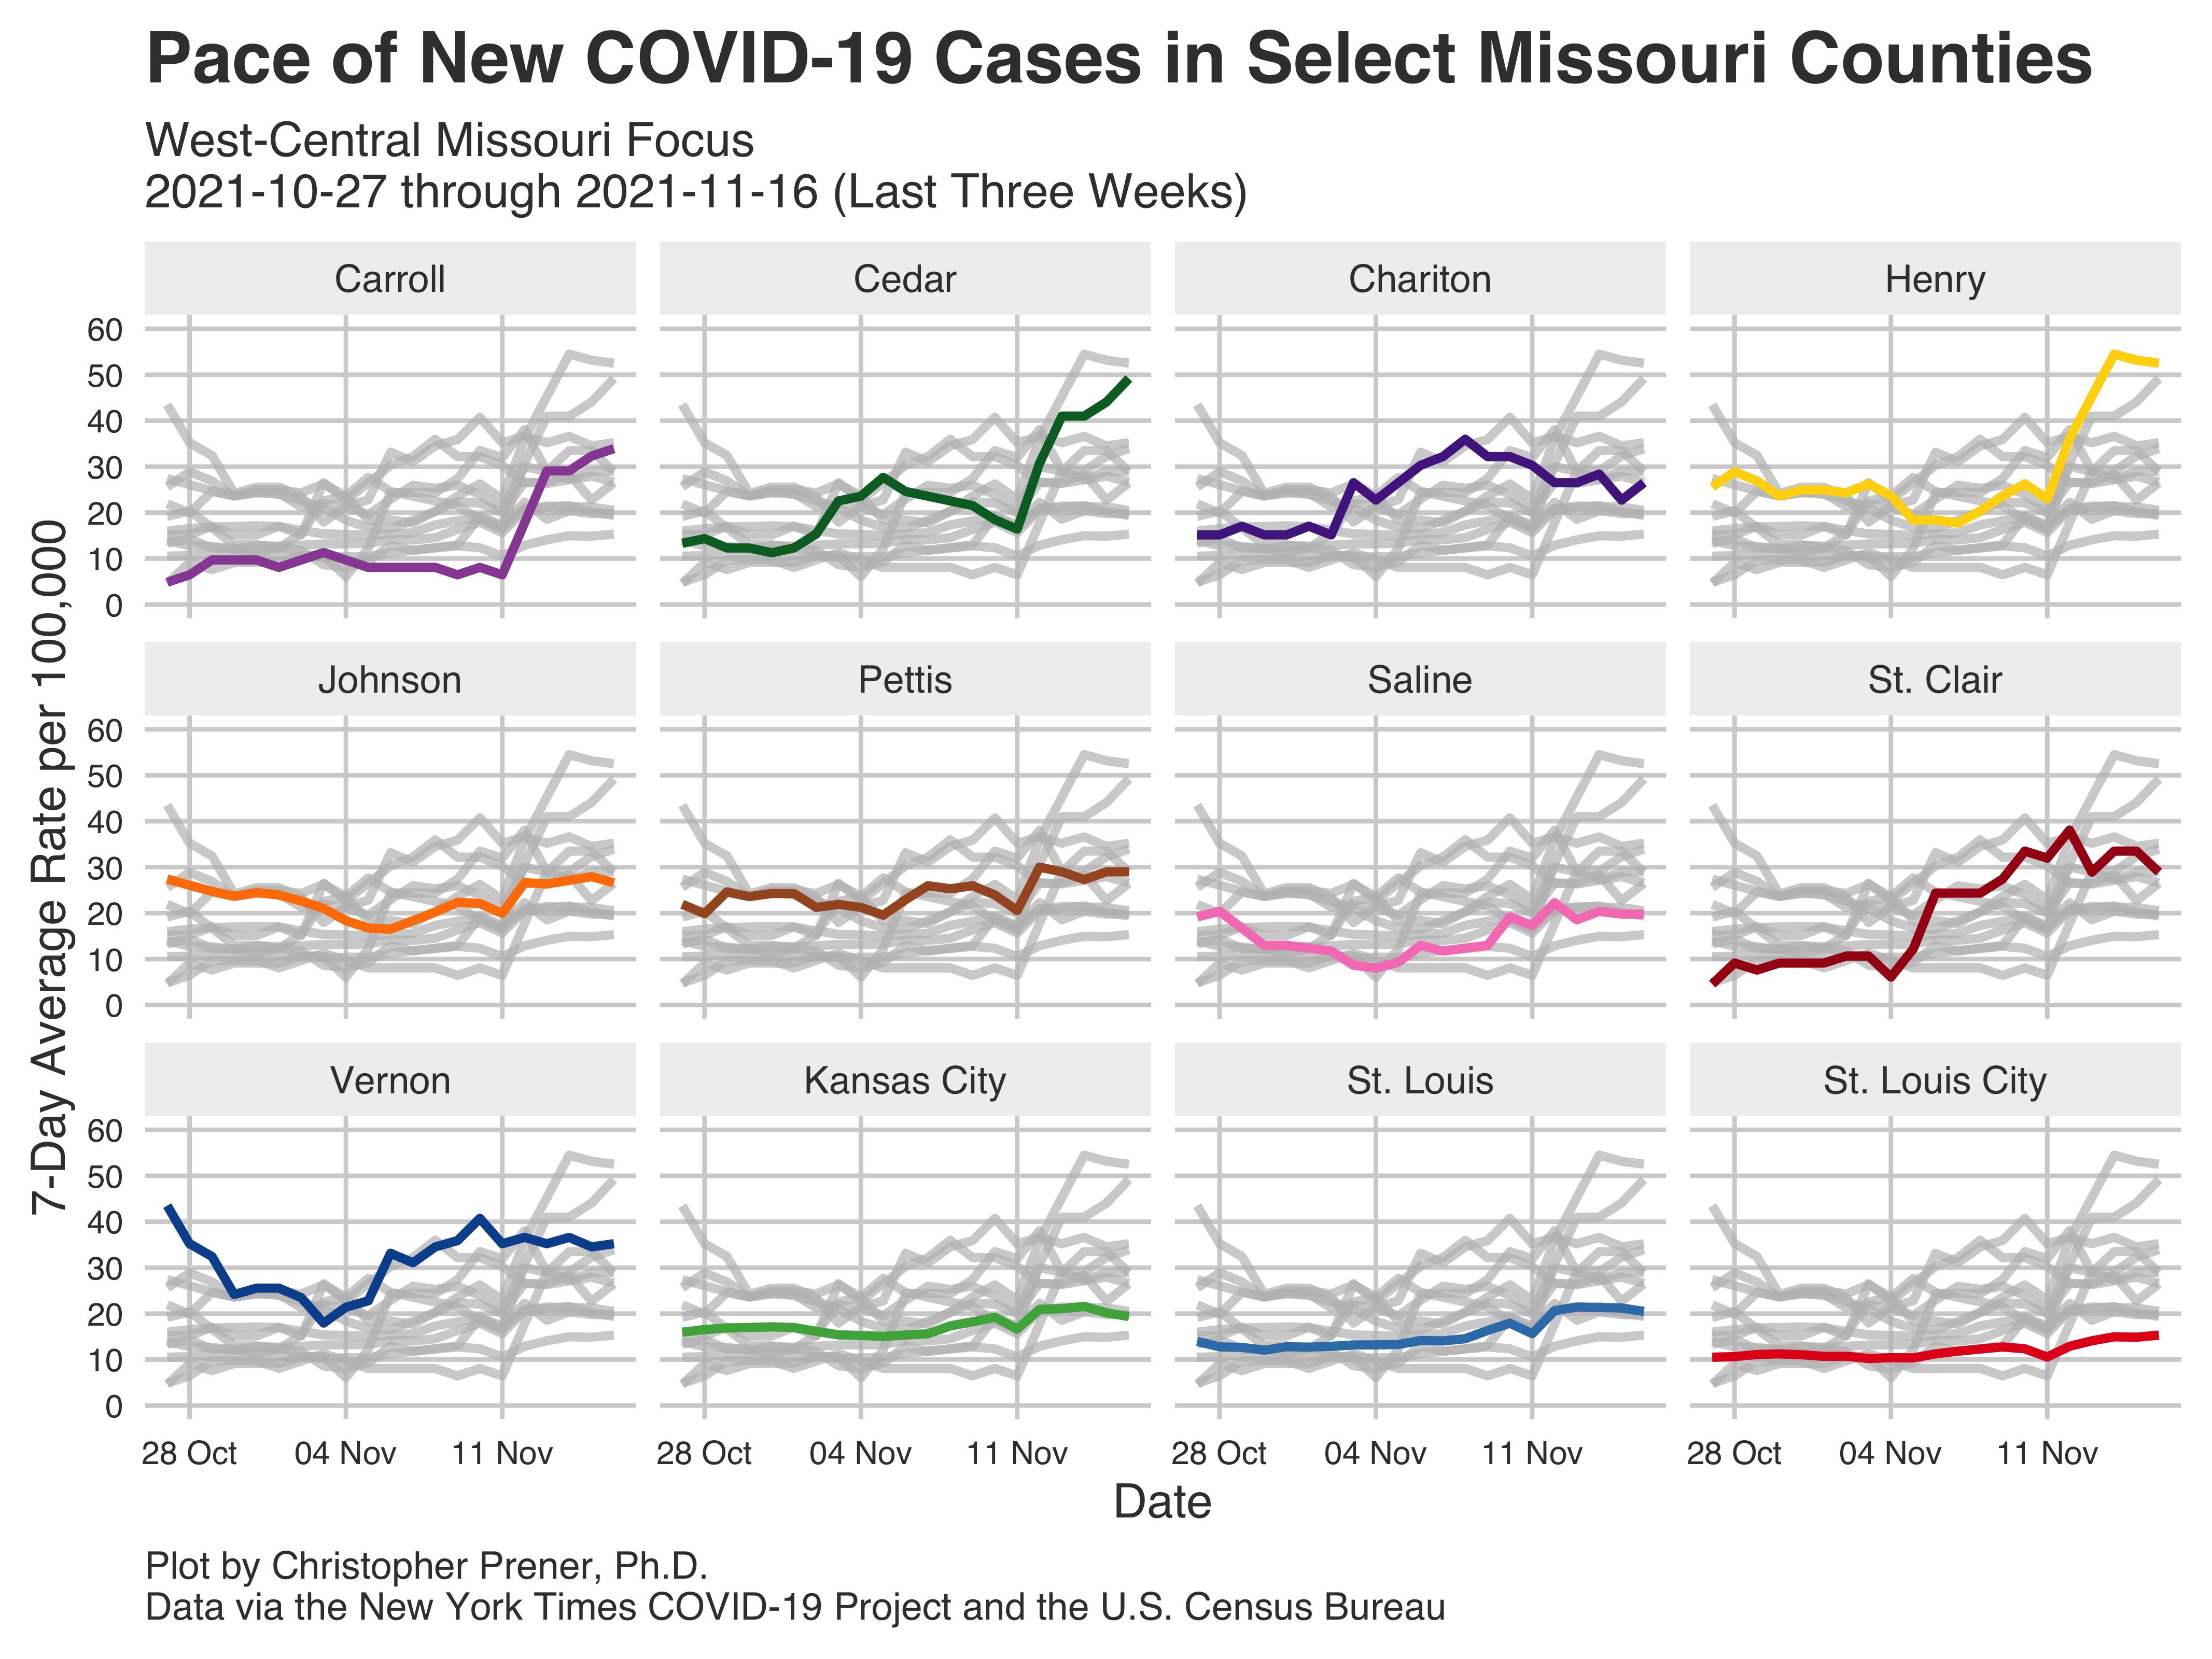 Pace of New COVID-19 Cases in Select Missouri Counties
West-Central Missouri Focus
2021-10-27 through 2021-11-16 (Last Three Weeks)
7-Day Average Rate per 100,000
Carroll
Cedar
Chariton
Henry
60
50
40
30
20
10
0
Johnson
Pettis
Saline
St. Clair
60
50
40
30
20
10
0
Vernon
Kansas City
St. Louis
St. Louis City
60
50
40
30
20
10
0
28 Oct
04 Nov
11 Nov
28 Oct
04 Nov
11 Nov
28 Oct
04 Nov
11 Nov
28 Oct
04 Nov
11 Nov
Date
Plot by Christopher Prener, Ph.D.
Data via the New York Times COVID-19 Project and the U.S. Census Bureau